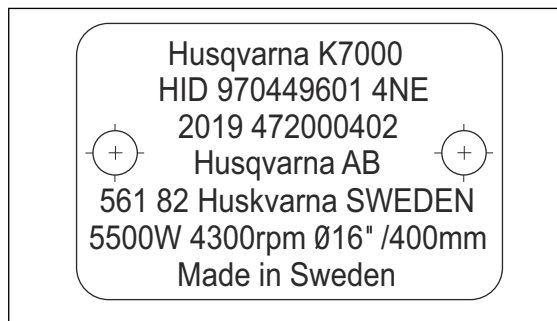 Husqvarna K7000
HID 970449601 4NE
2019 472000402
Husqvarna AB
561 82 Huskvarna SWEDEN
5500W 4300rpm Ø16" /400mm
Made in Sweden